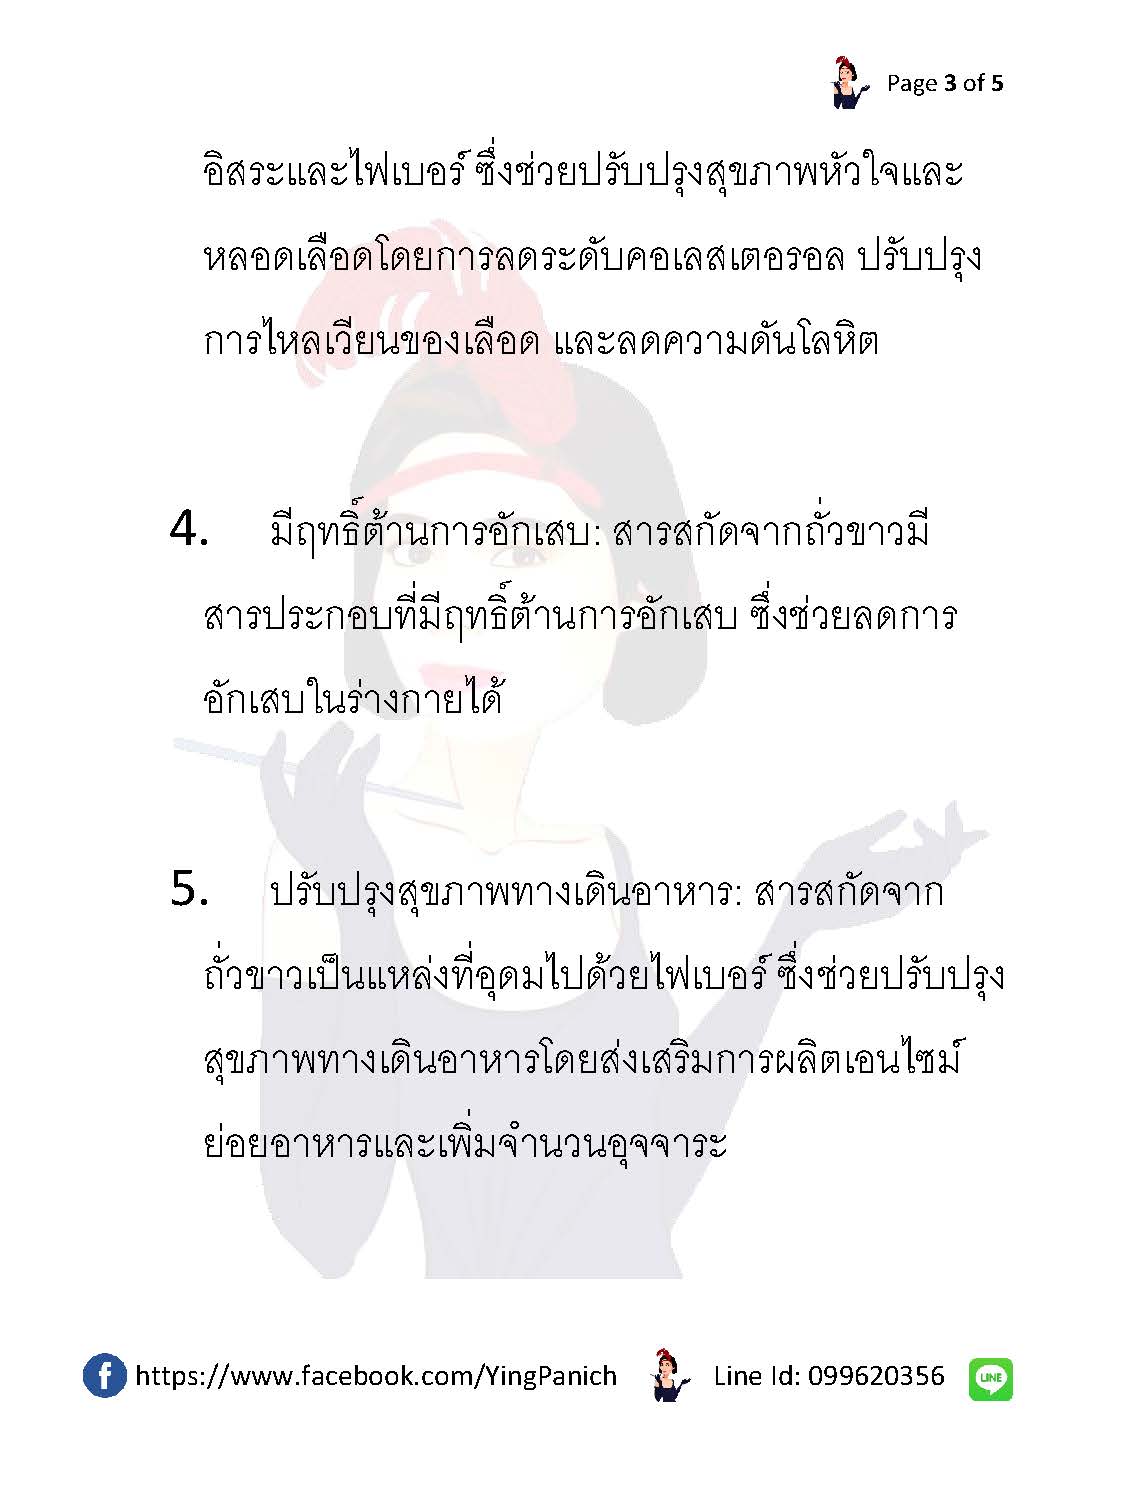 Page 3 of 5
อิสระและไฟเบอร์ ซึ่งช่วยปรับปรุงสุขภาพหัวใจและ
หลอดเลือดโดยการลดระดับคอเลสเตอรอล ปรับปรุง
การไหลเวียนของเลือด และลดความดันโลหิต
4. มีฤทธิ์ต้านการอักเสบ: สารสกัดจากถั่วขาวมี
สารประกอบที่มีฤทธิ์ต้านการอักเสบ ซึ่งช่วยลดการ
อักเสบในร่างกายได้
5. ปรับปรุงสุขภาพทางเดินอาหาร: สารสกัดจาก
ถั่วขาวเป็นแหล่งที่อุดมไปด้วยไฟเบอร์ ซึ่งช่วยปรับปรุง
สุขภาพทางเดินอาหารโดยส่งเสริมการผลิตเอนไซม์
ย่อยอาหารและเพิ่มจำนวนอุจจาระ
f https://www.facebook.com/YingPanich Line Id: 099620356 LINE